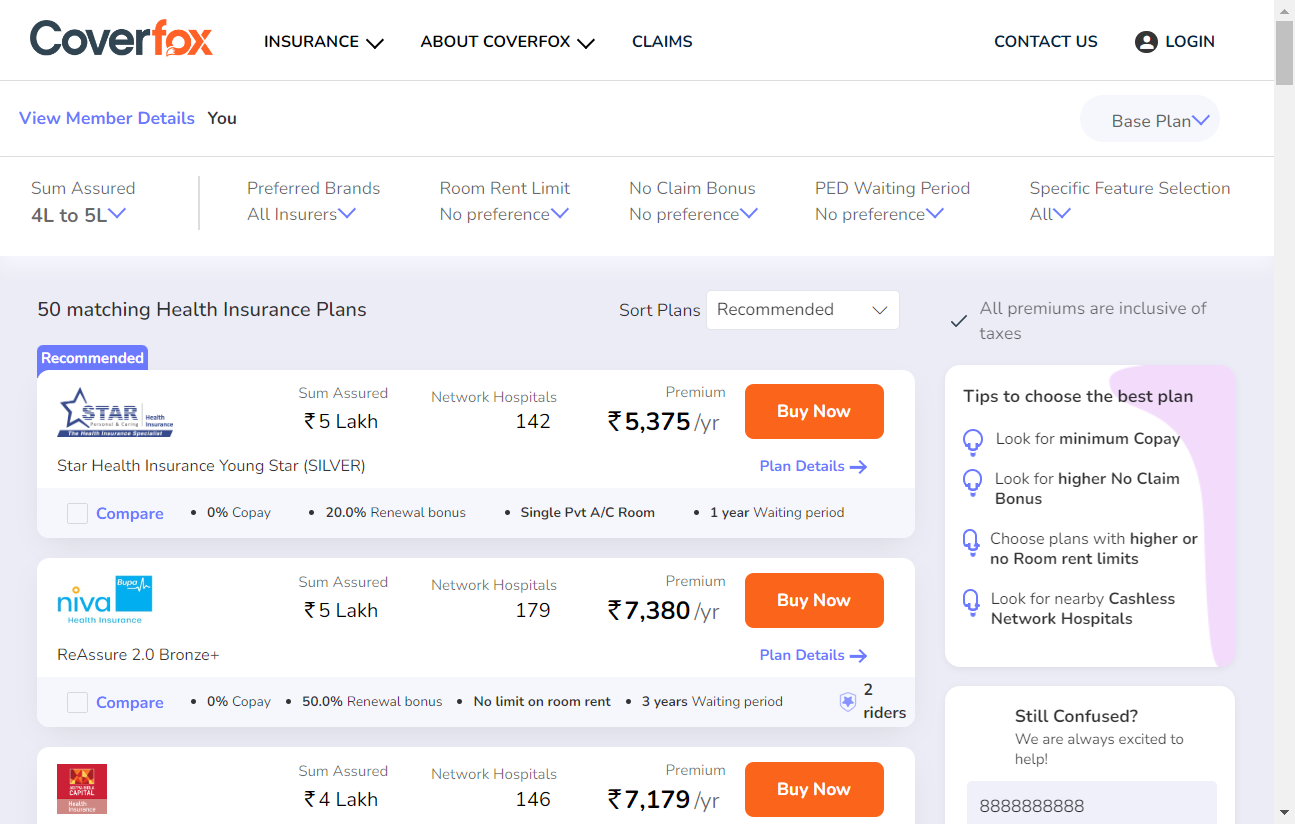 Coverfox
INSURANCE
ABOUT COVERFOX
CLAIMS
CONTACT US
LOGIN
View Member Details You
Base Plan
Sum Assured
4L to 5L
Preferred Brands
All Insurers
Room Rent Limit
No preference
No Claim Bonus
No preference
PED Waiting Period
No preference
Specific Feature Selection
All
50 matching Health Insurance Plans
Sort Plans
Recommended
All premiums are inclusive of
taxes
Recommended
STAR
Health
Insurance
Personal & Caring
The Health Insurance Specialist
Sum Assured
₹ 5 Lakh
Network Hospitals
142
Premium
₹ 5,375 /yr
Buy Now
Star Health Insurance Young Star (SILVER)
Plan Details
Compare
• 0% Copay
• 20.0% Renewal bonus
• Single Pvt A/C Room
• 1 year Waiting period
niva
Bupa
Health Insurance
Sum Assured
₹ 5 Lakh
Network Hospitals
179
Premium
₹ 7,380 /yr
Buy Now
ReAssure 2.0 Bronze+
Plan Details
Compare
• 0% Copay
• 50.0% Renewal bonus
• No limit on room rent
• 3 years Waiting period
2
riders
ADITYA BIRLA
CAPITAL
Health
Insurance
Sum Assured
₹ 4 Lakh
Network Hospitals
146
Premium
₹ 7,179 /yr
Buy Now
Tips to choose the best plan
Look for minimum Copay
Look for higher No Claim
Bonus
Choose plans with higher or
no Room rent limits
Look for nearby Cashless
Network Hospitals
Still Confused?
We are always excited to
help!
8888888888